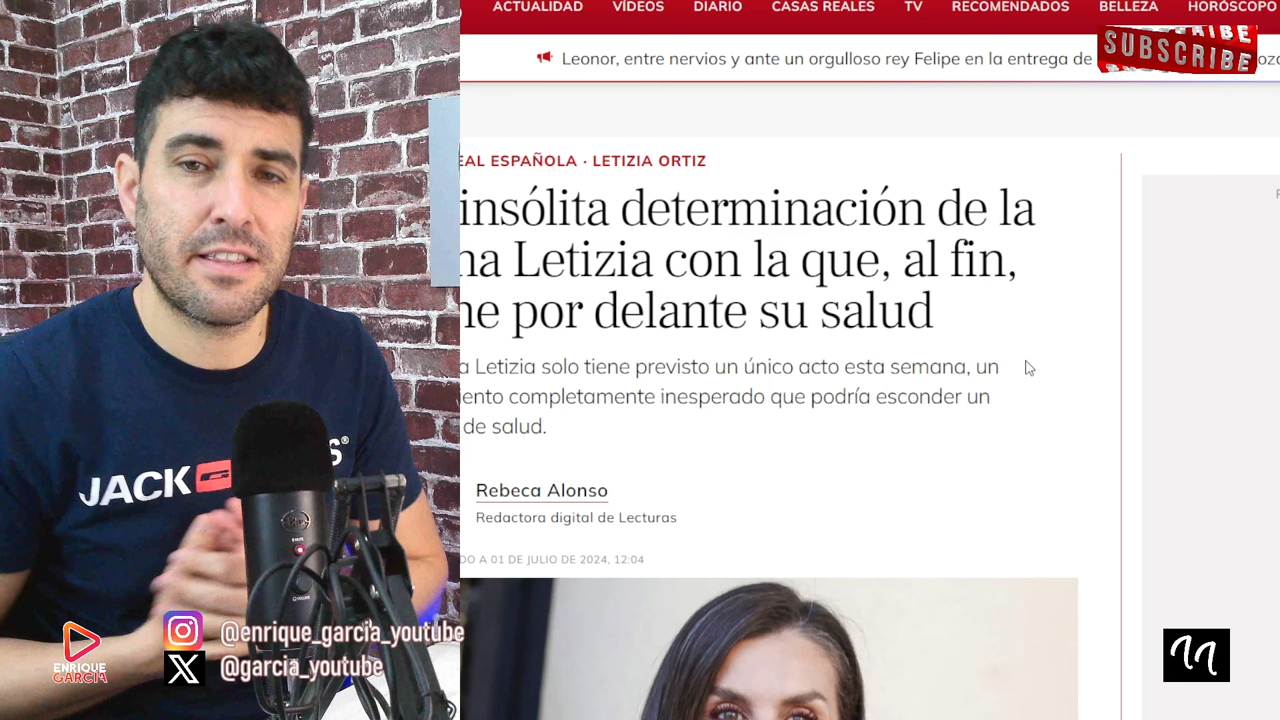 ACTUALIDAD VÍDEOS DIARIO CASAS REALES TV RECOMENDADOS BELLEZA HORÓSCOPO
Leonor, entre nervios y ante un orgulloso rey Felipe en la entrega de
SUBSCRIBE
EAL ESPAÑOLA · LETIZIA ORTIZ
insólita determinación de la
na Letizia con la que, al fin,
ne por delante su salud
a Letizia solo tiene previsto un único acto esta semana, un
ento completamente inesperado que podría esconder un
de salud.
Rebeca Alonso
Redactora digital de Lecturas
DO A 01 DE JULIO DE 2024, 12:04
JACK S®
@enrique_garcia_youtube
@garcia_youtube
ENRIQUE
GARCIA